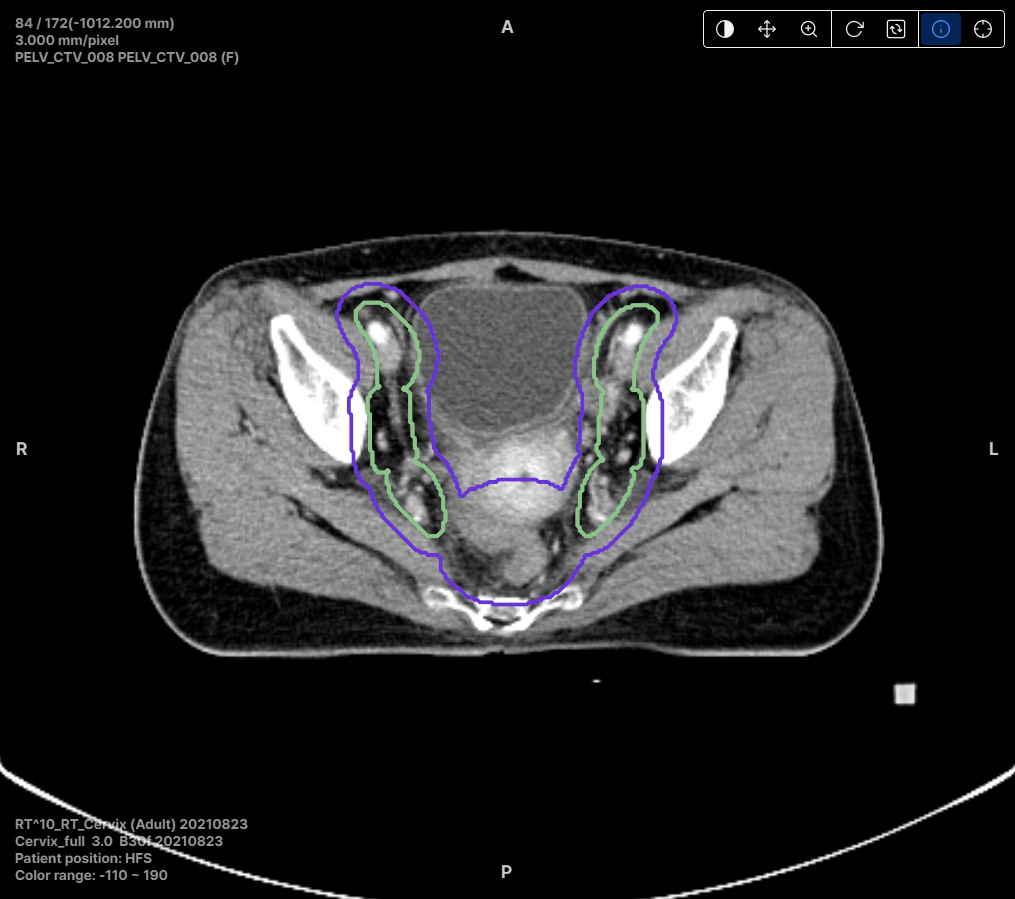 84 / 172(-1012.200 mm)
3.000 mm/pixel
PELV_CTV_008 PELV_CTV_008 (F)
A
R
L
RT^10_RT_Cervix (Adult) 20210823
Cervix_full 3.0 B30f 20210823
Patient position: HFS
Color range: -110 ~ 190
P